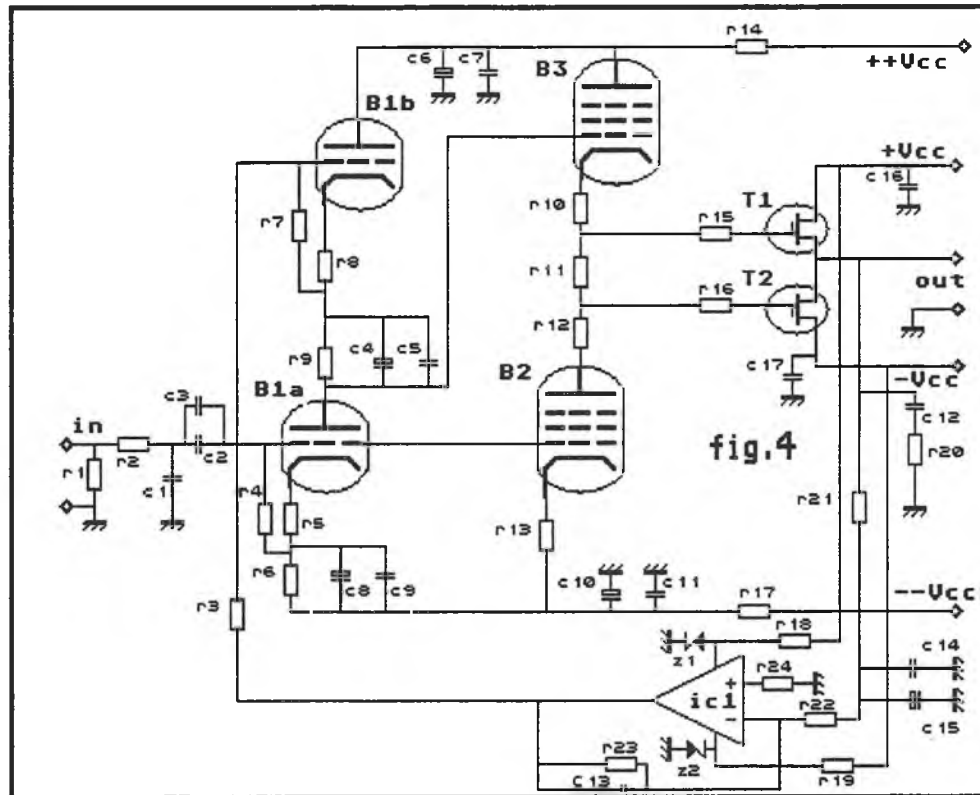 r14
++Vcc
c6
c7
B3
B1b
+Vcc
c16
r7
r10
r15
T1
r8
r11
out
r16
T2
r9
c4
c5
r12
c17
-Vcc
B2
B1a
c3
c12
in
fig.4
r20
r1
r2
c2
c1
r4
r5
r21
r13
r6
c8
c9
c10
c11
r3
r17
--Vcc
r18
z1
c14
r24
+
ic1
-
r22
c15
r23
z2
r19
c13